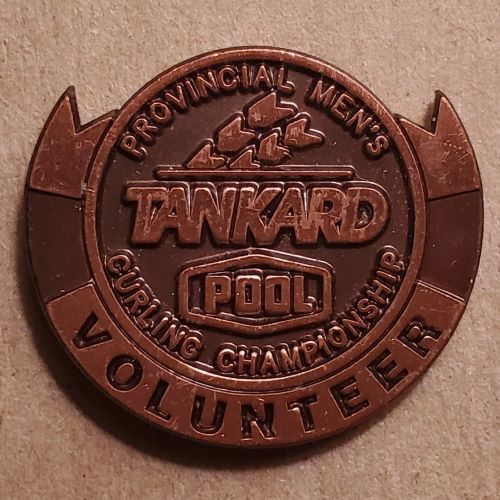 PROVINCIAL MEN'S
TANKARD
POOL
CURLING CHAMPIONSHIP
VOLUNTEER